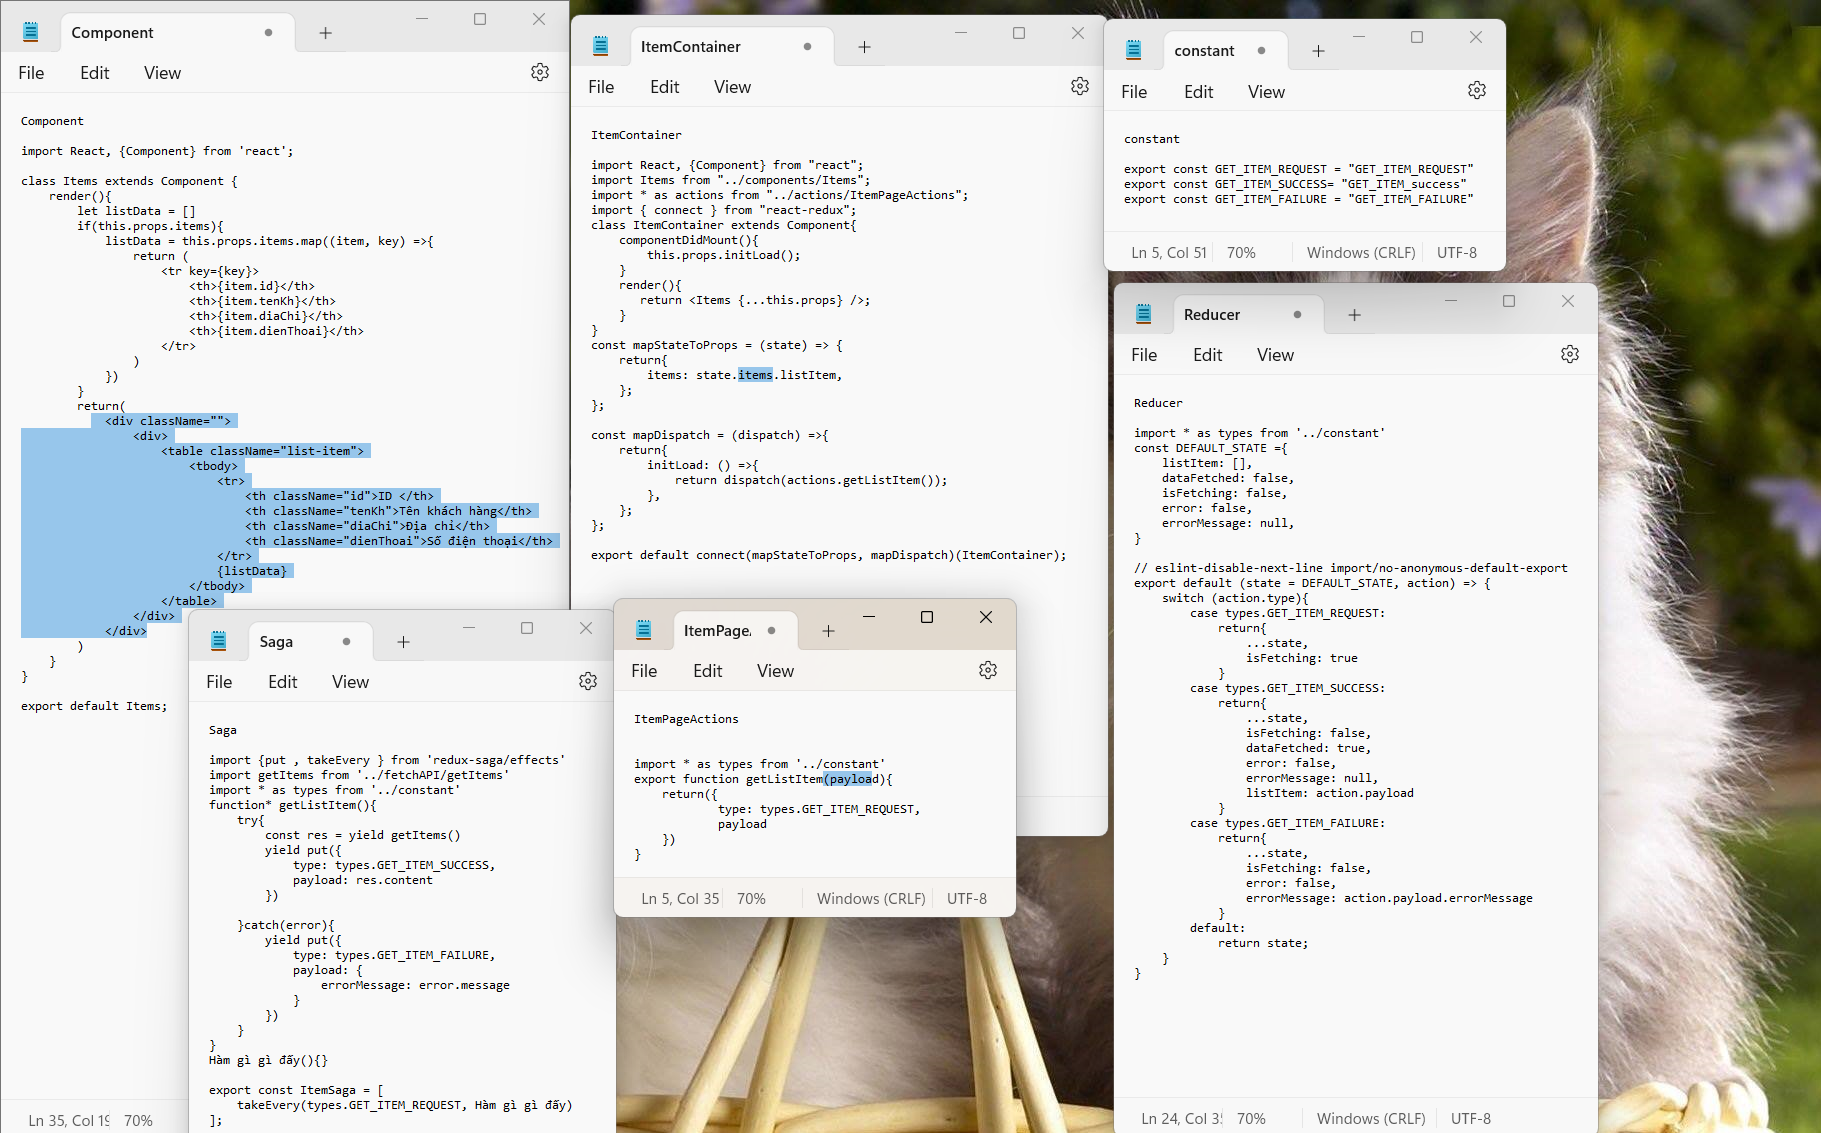 Component
File Edit View
Component
import React, {Component} from 'react';
class Items extends Component {
    render(){
        let listData = []
        if(this.props.items){
            listData = this.props.items.map((item, key) =>{
                return (
                    <tr key={key}>
                        <th>{item.id}</th>
                        <th>{item.tenKh}</th>
                        <th>{item.diaChi}</th>
                        <th>{item.dienThoai}</th>
                    </tr>
                )
            })
        }
        return(
            <div className="">
                <div>
                    <table className="list-item">
                        <tbody>
                            <tr>
                                <th className="id">ID </th>
                                <th className="tenKh">Tên khách hàng</th>
                                <th className="diaChi">Địa chỉ</th>
                                <th className="dienThoai">Số điện thoại</th>
                            </tr>
                            {listData}
                        </tbody>
                    </table>
                </div>
            </div>
        )
    }
}
export default Items;
Ln 35, Col 19 70%
ItemContainer
File Edit View
ItemContainer
import React, {Component} from "react";
import Items from "../components/Items";
import * as actions from "../actions/ItemPageActions";
import { connect } from "react-redux";
class ItemContainer extends Component{
    componentDidMount(){
        this.props.initLoad();
    }
    render(){
       return <Items {...this.props} />;
    }
}
const mapStateToProps = (state) => {
    return{
        items: state.items.listItem,
    };
};
const mapDispatch = (dispatch) =>{
    return{
        initLoad: () =>{
            return dispatch(actions.getListItem());
        },
    };
};
export default connect(mapStateToProps, mapDispatch)(ItemContainer);
constant
File Edit View
constant
export const GET_ITEM_REQUEST = "GET_ITEM_REQUEST"
export const GET_ITEM_SUCCESS= "GET_ITEM_success"
export const GET_ITEM_FAILURE = "GET_ITEM_FAILURE"
Ln 5, Col 51 70% Windows (CRLF) UTF-8
Reducer
File Edit View
Reducer
import * as types from '../constant'
const DEFAULT_STATE ={
    listItem: [],
    dataFetched: false,
    isFetching: false,
    error: false,
    errorMessage: null,
}
// eslint-disable-next-line import/no-anonymous-default-export
export default (state = DEFAULT_STATE, action) => {
    switch (action.type){
        case types.GET_ITEM_REQUEST:
            return{
                ...state,
                isFetching: true
            }
        case types.GET_ITEM_SUCCESS:
            return{
                ...state,
                isFetching: false,
                dataFetched: true,
                error: false,
                errorMessage: null,
                listItem: action.payload
            }
        case types.GET_ITEM_FAILURE:
            return{
                ...state,
                isFetching: false,
                error: false,
                errorMessage: action.payload.errorMessage
            }
        default:
            return state;
    }
}
Ln 24, Col 70% Windows (CRLF) UTF-8
Saga
File Edit View
Saga
import {put , takeEvery } from 'redux-saga/effects'
import getItems from '../fetchAPI/getItems'
import * as types from '../constant'
function* getListItem(){
    try{
        const res = yield getItems()
        yield put({
            type: types.GET_ITEM_SUCCESS,
            payload: res.content
        })
    }catch(error){
        yield put({
            type: types.GET_ITEM_FAILURE,
            payload: {
                errorMessage: error.message
            }
        })
    }
}
Hàm gì gì đấy(){}
export const ItemSaga = [
    takeEvery(types.GET_ITEM_REQUEST, Hàm gì gì đấy)
];
ItemPage
File Edit View
ItemPageActions
import * as types from '../constant'
export function getListItem(payload){
    return({
            type: types.GET_ITEM_REQUEST,
            payload
    })
}
Ln 5, Col 35 70% Windows (CRLF) UTF-8